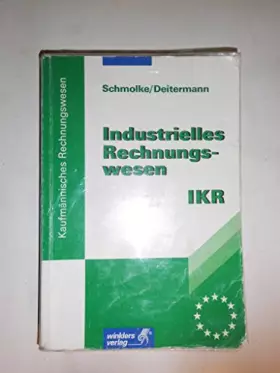 Kaufmännisches Rechnungswesen
Schmolke/Deitermann
Industrielles
Rechnungs-
wesen
IKR
winklers
verlag